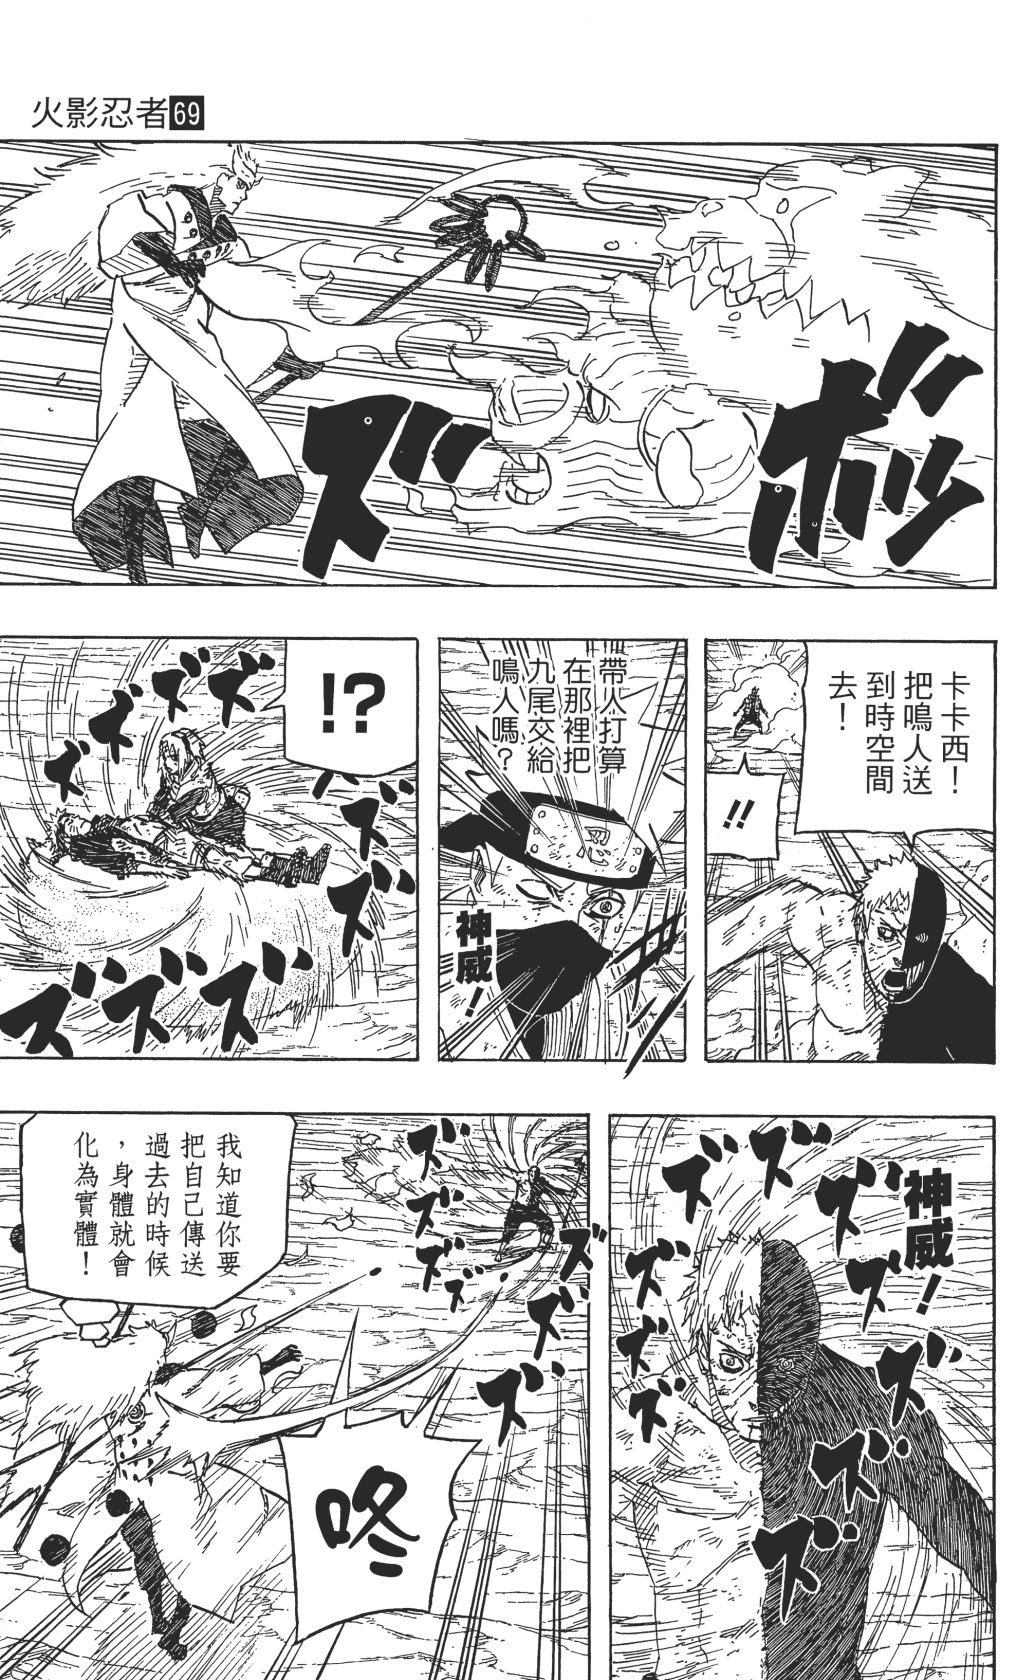 火影忍者69
ボッ
ズ
卡卡西！
把鳴人送
到時空間
去！
!!
帶土打算
在那裡把
九尾交給
鳴人嗎？
神威！
!?
ズズズ
ズズ
ズズズズ
神威！
ズズ
ズズズ
ズズズ
ズズズ
ズズズ
ズズズ
我知道你要
把自己傳送
過去的時候
，身體就會
化為實體！
咚